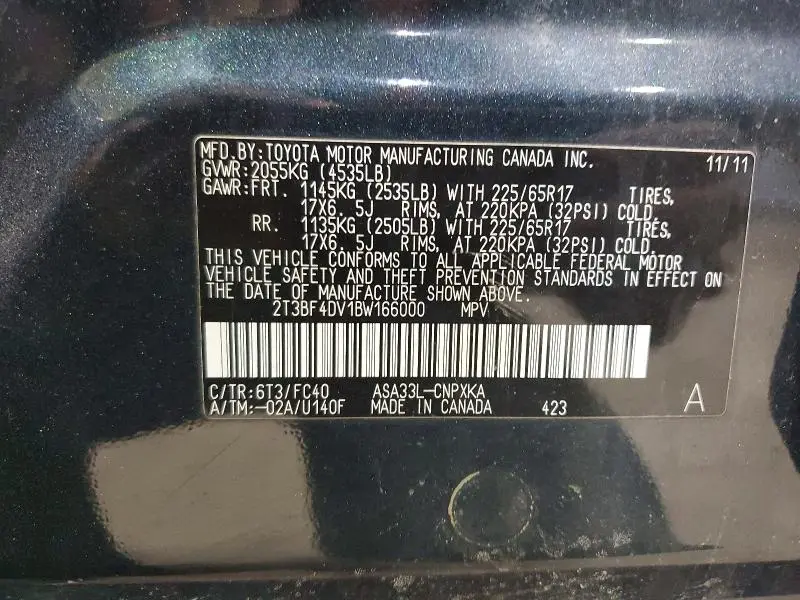 MFD.BY:TOYOTA MOTOR MANUFACTURING CANADA INC. 11/11
GVWR:2055KG (4535LB)
GAWR:FRT. 1145KG (2535LB) WITH 225/65R17 TIRES,
17X6.5J RIMS, AT 220KPA (32PSI) COLD.
RR. 1135KG (2505LB) WITH 225/65R17 TIRES,
17X6.5J RIMS, AT 220KPA (32PSI) COLD.
THIS VEHICLE CONFORMS TO ALL APPLICABLE FEDERAL MOTOR
VEHICLE SAFETY AND THEFT PREVENTION STANDARDS IN EFFECT ON
THE DATE OF MANUFACTURE SHOWN ABOVE.
2T3BF4DV1BW166000 MPV
C/TR:6T3/FC40 ASA33L-CNPXKA
A/TM:-02A/U140F MADE IN CANADA 423 A